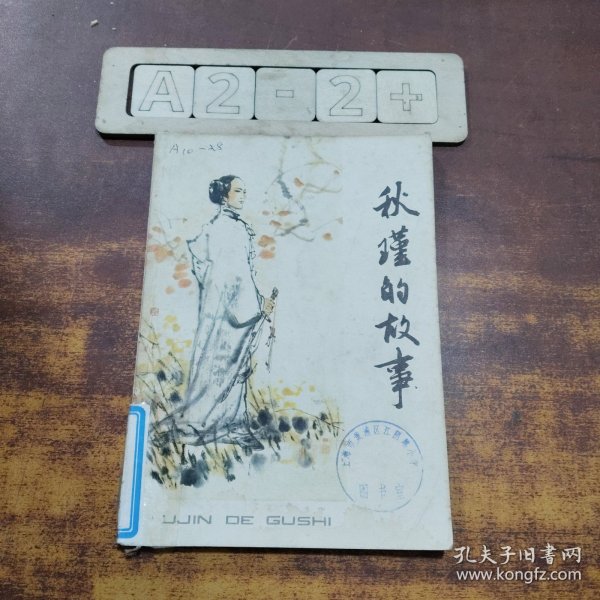 A2-2+
A10-78
秋瑾的故事
图书室
UJIN DE GUSHI
孔夫子旧书网
www.kongfz.com